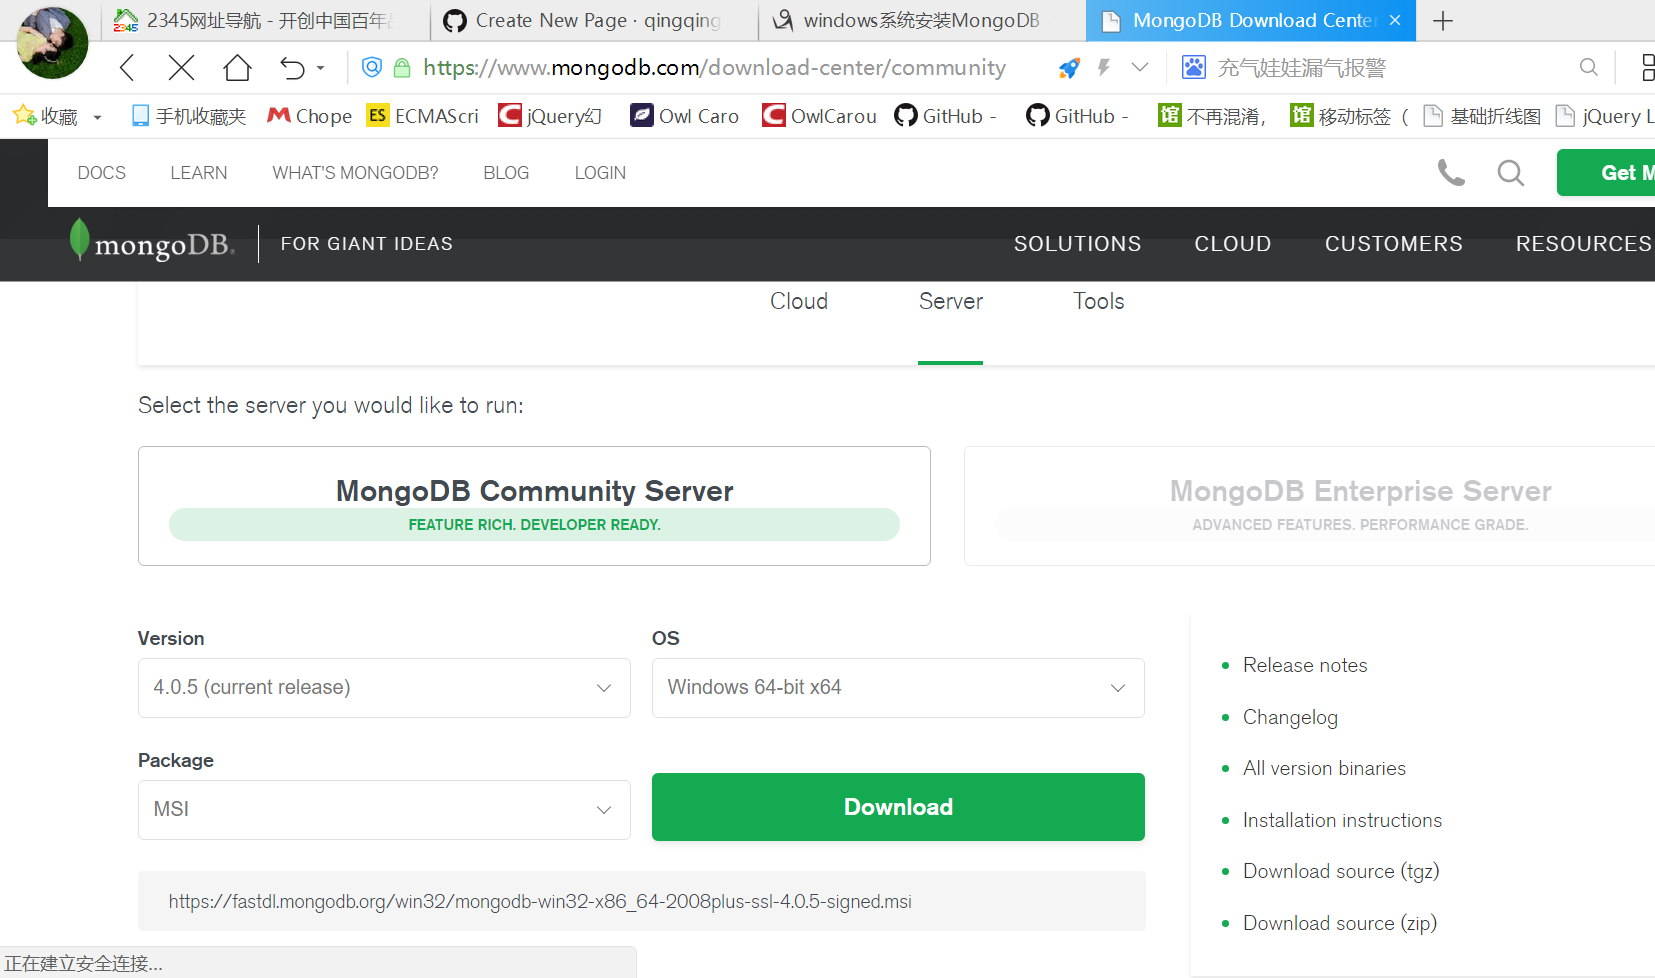 2345网址导航 - 开创中国百年
Create New Page · qingqing
windows系统安装MongoDB
MongoDB Download Cente
https://www.mongodb.com/download-center/community
充气娃娃漏气报警
收藏
手机收藏夹
Chope
ES ECMAScri
jQuery幻
Owl Caro
OwlCarou
GitHub -
GitHub -
馆 不再混淆，
馆 移动标签（
基础折线图
jQuery L
DOCS
LEARN
WHAT'S MONGODB?
BLOG
LOGIN
Get M
mongoDB.
FOR GIANT IDEAS
SOLUTIONS
CLOUD
CUSTOMERS
RESOURCES
Cloud
Server
Tools
Select the server you would like to run:
MongoDB Community Server
FEATURE RICH. DEVELOPER READY.
MongoDB Enterprise Server
ADVANCED FEATURES. PERFORMANCE GRADE.
Version
OS
4.0.5 (current release)
Windows 64-bit x64
Package
MSI
Download
https://fastdl.mongodb.org/win32/mongodb-win32-x86_64-2008plus-ssl-4.0.5-signed.msi
Release notes
Changelog
All version binaries
Installation instructions
Download source (tgz)
Download source (zip)
正在建立安全连接...